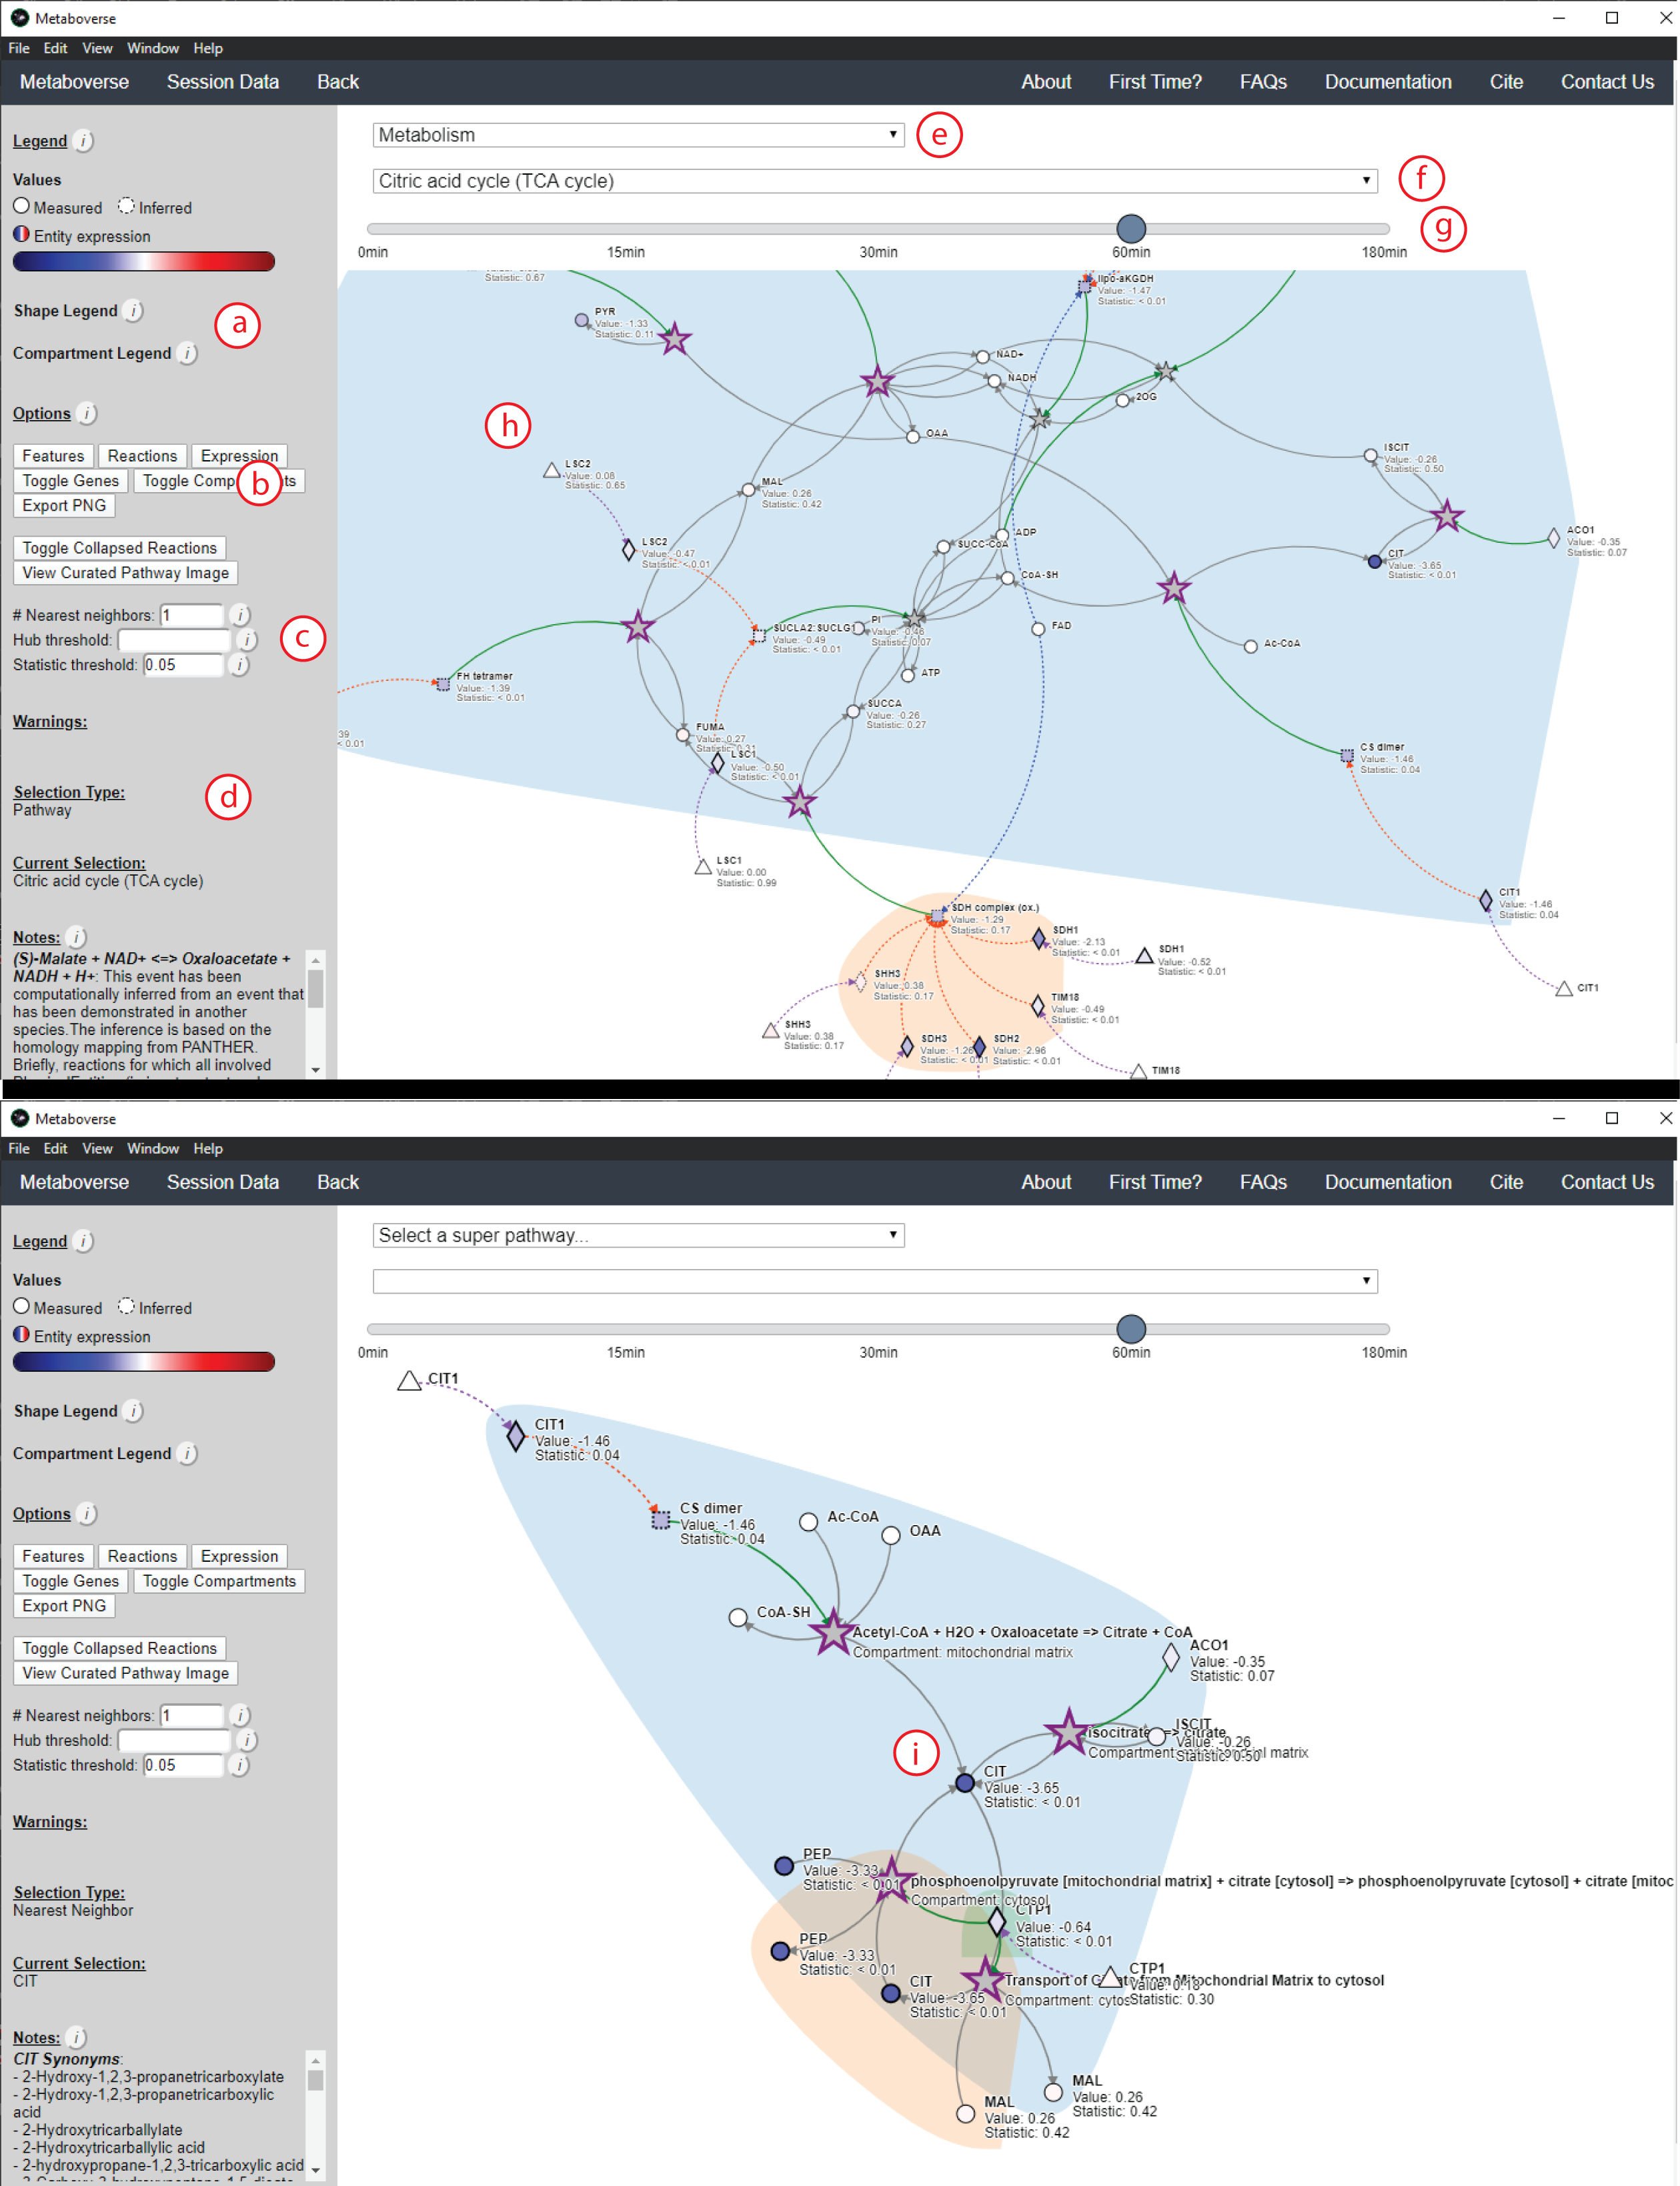 Metaboverse
File Edit View Window Help
Metaboverse Session Data Back About First Time? FAQs Documentation Cite Contact Us
Legend i
Values
Measured Inferred
Entity expression
Shape Legend i
a
Compartment Legend i
Options i
Features Reactions Expression
Toggle Genes Toggle Comp ts
b
Export PNG
Toggle Collapsed Reactions
View Curated Pathway Image
# Nearest neighbors: 1 i
Hub threshold: i
c
Statistic threshold: 0.05 i
Warnings:
Selection Type:
d
Pathway
Current Selection:
Citric acid cycle (TCA cycle)
Notes: i
(S)-Malate + NAD+ <=> Oxaloacetate +
NADH + H+: This event has been
computationally inferred from an event that
has been demonstrated in another
species.The inference is based on the
homology mapping from PANTHER.
Briefly, reactions for which all involved
Metabolism
e
Citric acid cycle (TCA cycle)
f
g
0min 15min 30min 60min 180min
Statistic: 0.67
lipo-aKGDH
Value: -1.47
Statistic: < 0.01
PYR
Value: -1.33
Statistic: 0.11
NAD+
NADH
2OG
OAA
h
LSC2
Value: 0.08
Statistic: 0.65
ISCIT
Value: -0.26
Statistic: 0.50
MAL
Value: 0.26
Statistic: 0.42
ACO1
Value: -0.35
Statistic: 0.07
LSC2
Value: -0.47
Statistic: < 0.01
ADP
SUCC-CoA
CIT
Value: -3.65
Statistic: < 0.01
CoA-SH
SUCLA2:SUCLG1
Value: -0.49
Statistic: < 0.01
PI
Value: -0.46
Statistic: 0.07
FAD
Ac-CoA
ATP
FH tetramer
Value: -1.39
Statistic: < 0.01
SUCCA
Value: -0.26
Statistic: 0.27
39
< 0.01
FUMA
Value: 0.27
Statistic: 0.31
LSC1
Value: -0.50
Statistic: < 0.01
CS dimer
Value: -1.46
Statistic: 0.04
LSC1
Value: 0.00
Statistic: 0.99
CIT1
Value: -1.46
Statistic: 0.04
SDH complex (ox.)
Value: -1.29
Statistic: 0.17
SDH1
Value: -2.13
Statistic: < 0.01
SDH1
Value: -0.52
Statistic: < 0.01
SHH3
Value: 0.38
Statistic: 0.17
CIT1
TIM18
Value: -0.49
Statistic: < 0.01
SHH3
Value: 0.38
Statistic: 0.17
SDH3
Value: -1.26
Statistic: < 0.01
SDH2
Value: -2.96
Statistic: < 0.01
TIM18
Metaboverse
File Edit View Window Help
Metaboverse Session Data Back About First Time? FAQs Documentation Cite Contact Us
Legend i
Values
Measured Inferred
Entity expression
Shape Legend i
Compartment Legend i
Options i
Features Reactions Expression
Toggle Genes Toggle Compartments
Export PNG
Toggle Collapsed Reactions
View Curated Pathway Image
# Nearest neighbors: 1 i
Hub threshold: i
Statistic threshold: 0.05 i
Warnings:
Selection Type:
Nearest Neighbor
Current Selection:
CIT
Notes: i
CIT Synonyms:
- 2-Hydroxy-1,2,3-propanetricarboxylate
- 2-Hydroxy-1,2,3-propanetricarboxylic
acid
- 2-Hydroxytricarballylate
- 2-Hydroxytricarballylic acid
- 2-hydroxypropane-1,2,3-tricarboxylic acid
Select a super pathway...
0min 15min 30min 60min 180min
CIT1
CIT1
Value: -1.46
Statistic: 0.04
CS dimer
Value: -1.46
Statistic: 0.04
Ac-CoA
OAA
CoA-SH
Acetyl-CoA + H2O + Oxaloacetate => Citrate + CoA
Compartment: mitochondrial matrix
ACO1
Value: -0.35
Statistic: 0.07
isocitrate => citrate
Compartment: mitochondrial matrix
ISCIT
Value: -0.26
Statistic: 0.50
i
CIT
Value: -3.65
Statistic: < 0.01
PEP
Value: -3.33
Statistic: < 0.01
phosphoenolpyruvate [mitochondrial matrix] + citrate [cytosol] => phosphoenolpyruvate [cytosol] + citrate [mitoc
Compartment: cytosol
CTP1
Value: -0.64
Statistic: < 0.01
PEP
Value: -3.33
Statistic: < 0.01
CTP1
Value: 0.18
Statistic: 0.30
Transport of Citrate from Mitochondrial Matrix to cytosol
Compartment: cytosol
CIT
Value: -3.65
Statistic: < 0.01
MAL
Value: 0.26
Statistic: 0.42
MAL
Value: 0.26
Statistic: 0.42